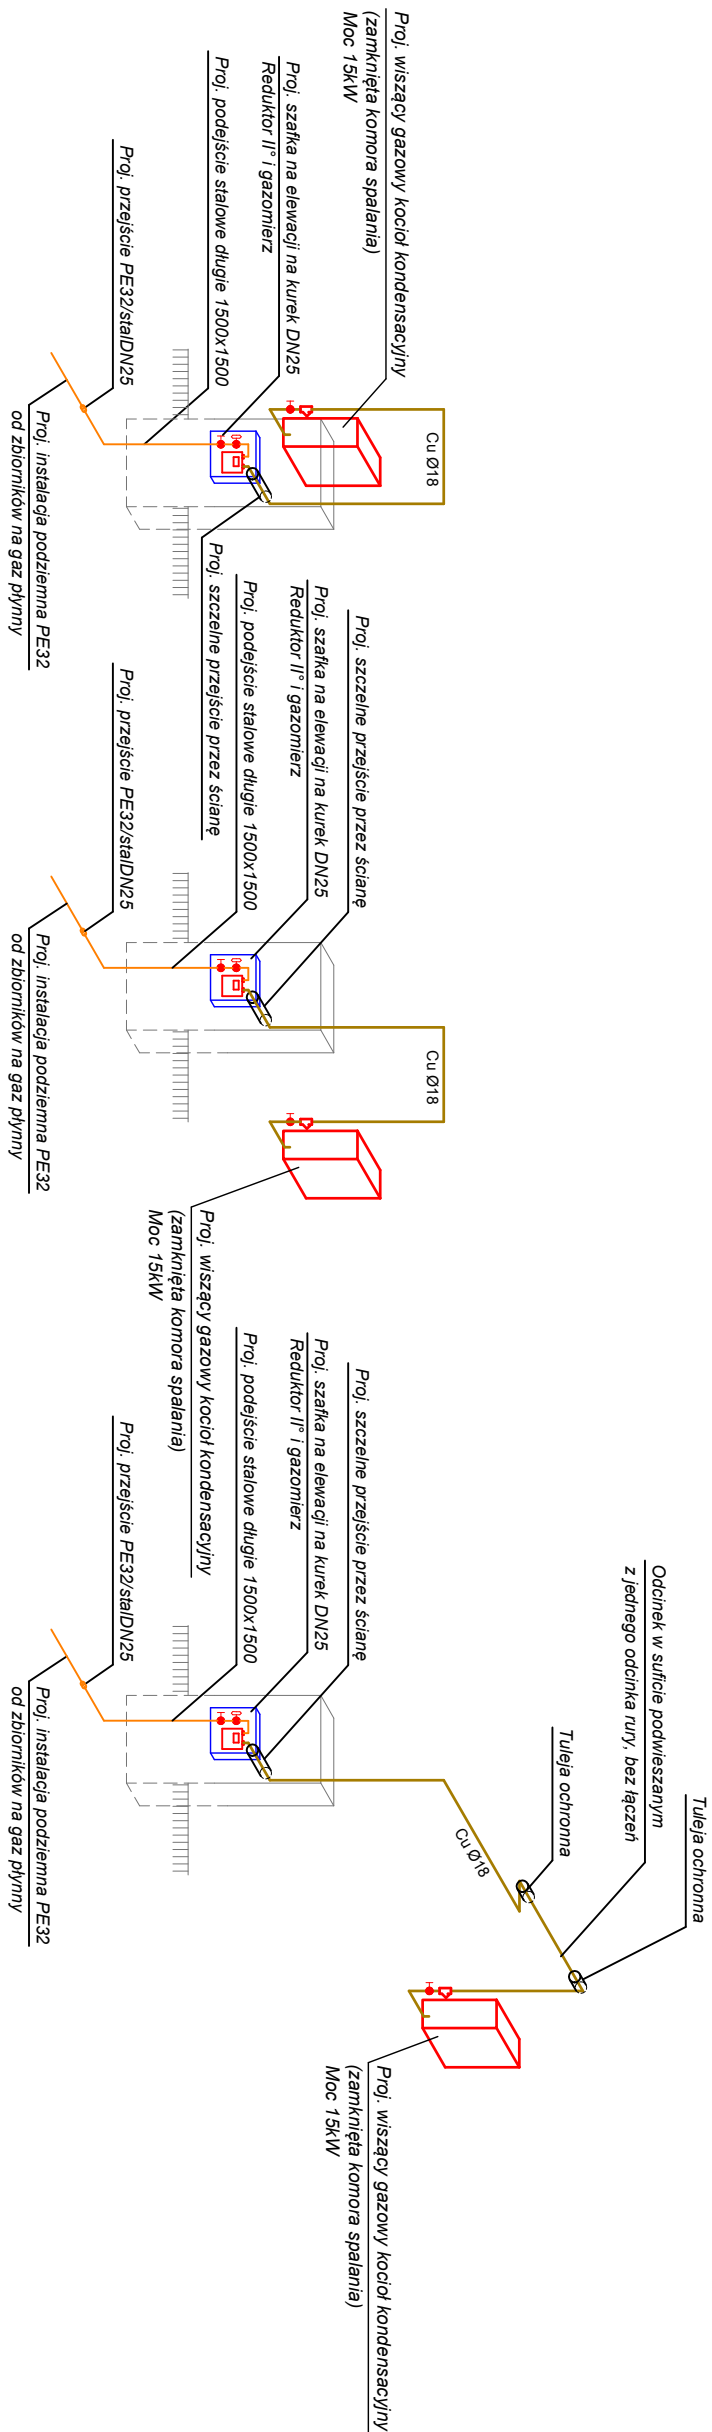 Proj. wiszący gazowy kocioł kondensacyjny
(zamknięta komora spalania)
Moc 15kW
Proj. szafka na elewacji na kurek DN25
Reduktor II° i gazomierz
Proj. podejście stalowe długie 1500x1500
Proj. przejście PE32/stalDN25
Proj. instalacja podziemna PE32
od zbiorników na gaz płynny
Cu Ø18
Proj. szczelne przejście przez ścianę
Proj. szczelne przejście przez ścianę
Proj. szafka na elewacji na kurek DN25
Reduktor II° i gazomierz
Proj. podejście stalowe długie 1500x1500
Proj. przejście PE32/stalDN25
Proj. instalacja podziemna PE32
od zbiorników na gaz płynny
Cu Ø18
Proj. wiszący gazowy kocioł kondensacyjny
(zamknięta komora spalania)
Moc 15kW
Tuleja ochronna
Odcinek w suficie podwieszanym
z jednego odcinka rury, bez łączeń
Tuleja ochronna
Cu Ø18
Proj. szczelne przejście przez ścianę
Proj. szafka na elewacji na kurek DN25
Reduktor II° i gazomierz
Proj. podejście stalowe długie 1500x1500
Proj. przejście PE32/stalDN25
Proj. instalacja podziemna PE32
od zbiorników na gaz płynny
Proj. wiszący gazowy kocioł kondensacyjny
(zamknięta komora spalania)
Moc 15kW